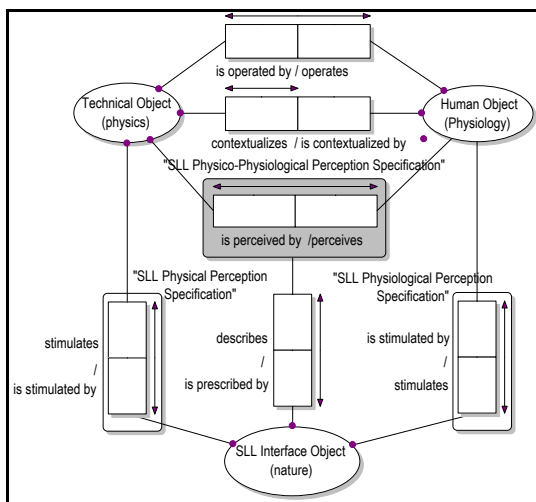 is operated by / operates
Technical Object
(physics)
Human Object
(Physiology)
contextualizes / is contextualized by
"SLL Physico-Physiological Perception Specification"
is perceived by /perceives
"SLL Physical Perception
Specification"
"SLL Physiological Perception
Specification"
stimulates
/
is stimulated by
describes
/
is prescribed by
is stimulated by
/
stimulates
SLL Interface Object
(nature)